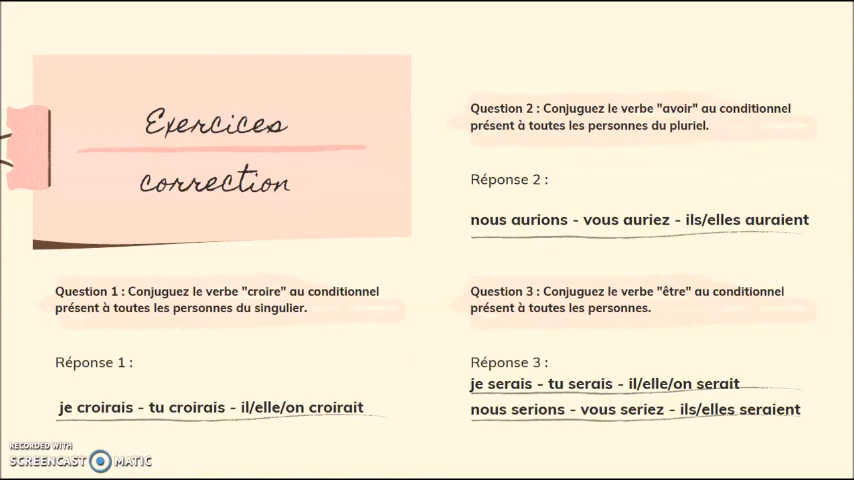 Exercices
correction
Question 1 : Conjuguez le verbe "croire" au conditionnel
présent à toutes les personnes du singulier.
Réponse 1 :
je croirais - tu croirais - il/elle/on croirait
Question 2 : Conjuguez le verbe "avoir" au conditionnel
présent à toutes les personnes du pluriel.
Réponse 2 :
nous aurions - vous auriez - ils/elles auraient
Question 3 : Conjuguez le verbe "être" au conditionnel
présent à toutes les personnes.
Réponse 3 :
je serais - tu serais - il/elle/on serait
nous serions - vous seriez - ils/elles seraient
RECORDED WITH
SCREENCAST MATIC